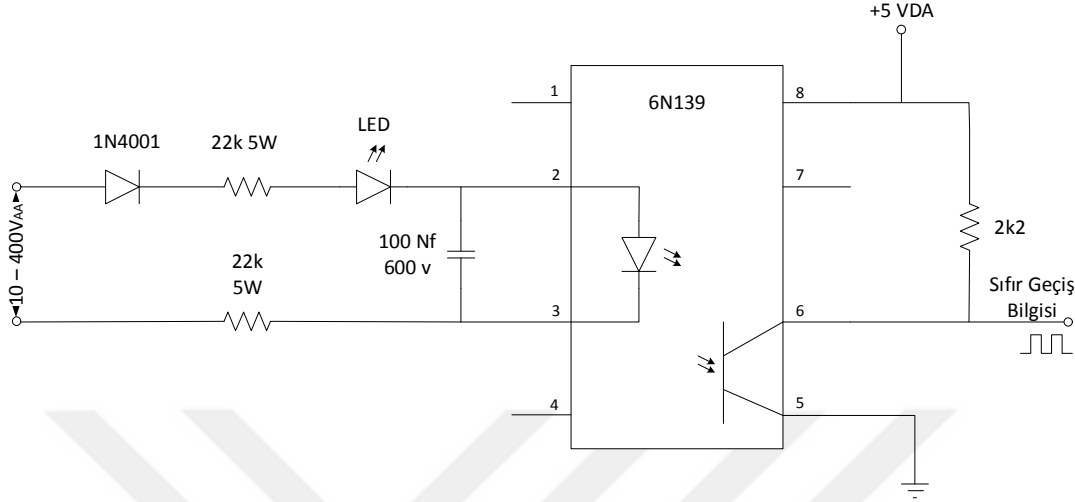 +5 VDA
6N139
1
8
LED
1N4001
22k 5W
2
7
10 – 400VAA
100 Nf
600 v
2k2
22k
5W
Sıfır Geçiş
Bilgisi
3
6
4
5